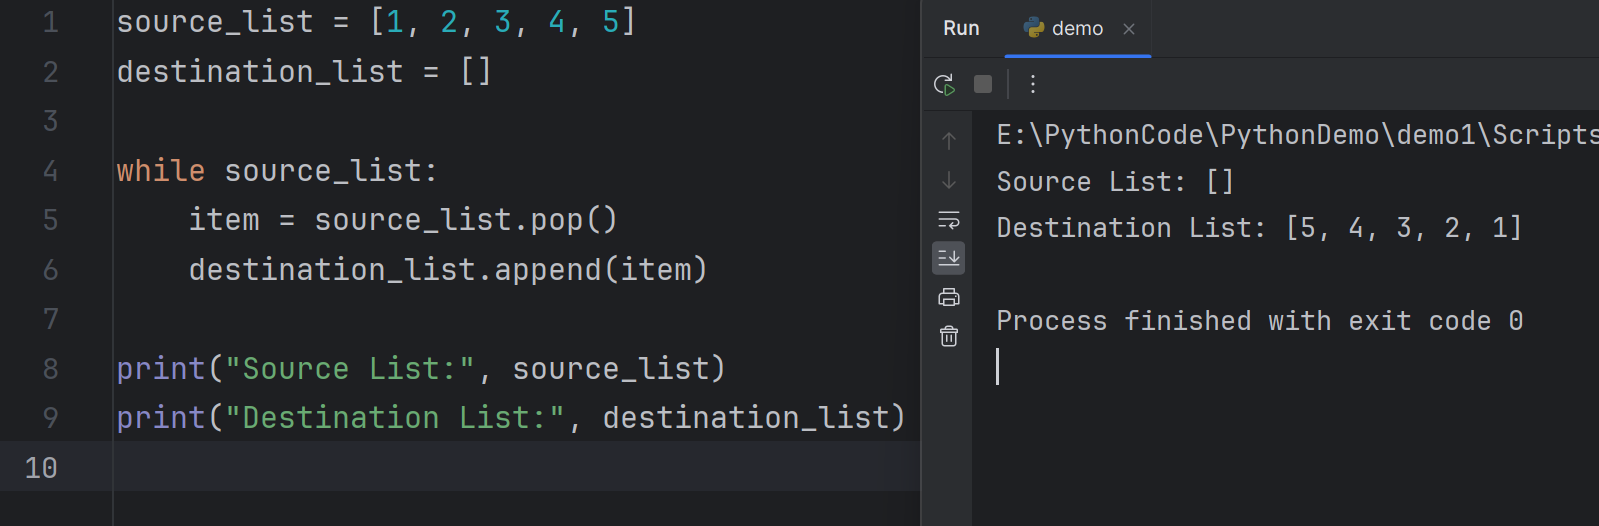 1 source_list = [1, 2, 3, 4, 5]
2 destination_list = []
3
4 while source_list:
5     item = source_list.pop()
6     destination_list.append(item)
7
8 print("Source List:", source_list)
9 print("Destination List:", destination_list)
10
Run demo
E:\PythonCode\PythonDemo\demo1\Scripts
Source List: []
Destination List: [5, 4, 3, 2, 1]
Process finished with exit code 0